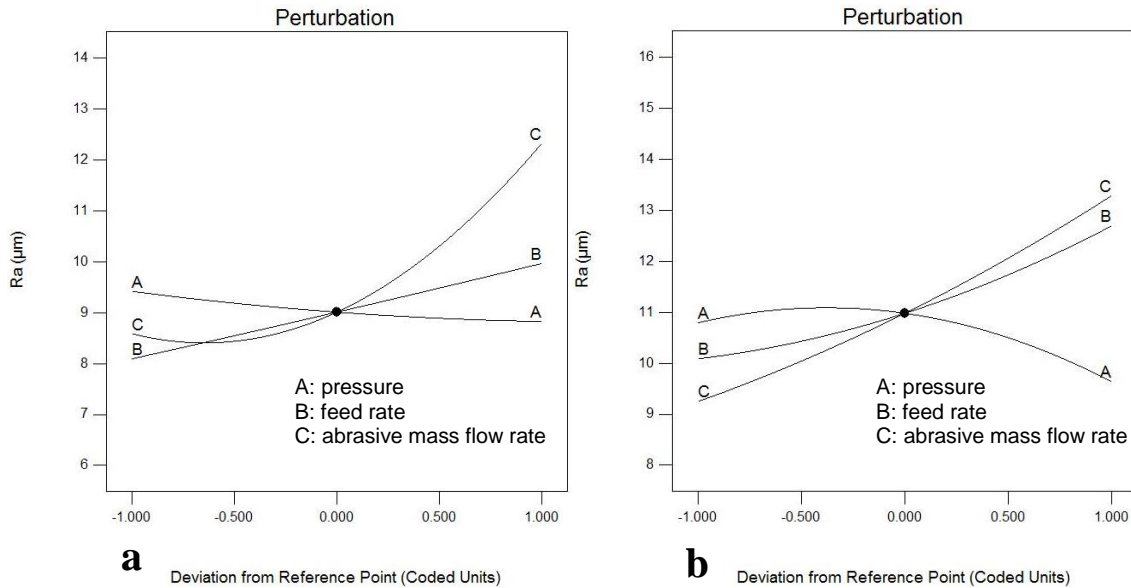 Perturbation
14
13
12
11
10
9
8
7
6
Ra (µm)
A
C
B
C
B
A
A: pressure
B: feed rate
C: abrasive mass flow rate
-1.000
-0.500
0.000
0.500
1.000
a
Deviation from Reference Point (Coded Units)
Perturbation
16
15
14
13
12
11
10
9
8
Ra (µm)
A
B
C
C
B
A
A: pressure
B: feed rate
C: abrasive mass flow rate
-1.000
-0.500
0.000
0.500
1.000
b
Deviation from Reference Point (Coded Units)